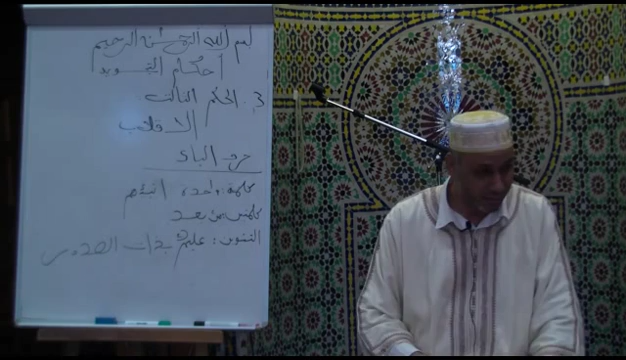 بسم الله الرحمن الرحيم
أحكام التجويد
3. الحكم الثالث
الاقلاب
حرف الباء
كلمة واحدة أنبئهم
كلمتين من بعد
التنوين: عليم بذات الصدور